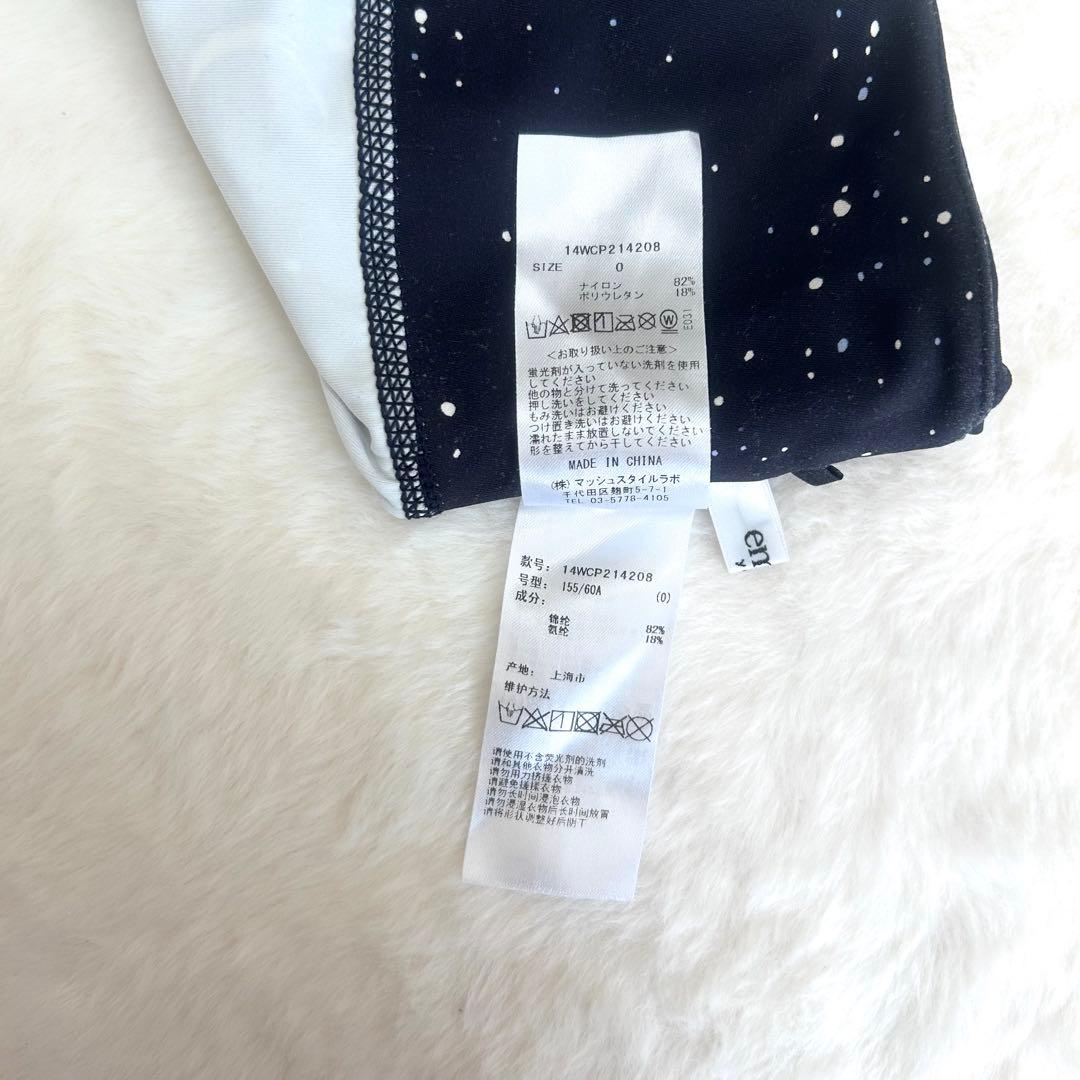 14WCP214208
SIZE 0
ナイロン 82%
ポリウレタン 18%
W
E031
<お取り扱い上のご注意>
蛍光剤が入っていない洗剤を使用
してください
他の物と分けて洗ってください
押し洗いをしてください
もみ洗いはお避けください
つけ置き洗いはお避けください
濡れたまま放置しないでください
形を整えてから干してください
MADE IN CHINA
(株)マッシュスタイルラボ
千代田区麹町5-7-1
TEL 03-5778-4105
em
款号: 14WCP214208
号型: 155/60A (0)
成分:
锦纶 82%
氨纶 18%
产地: 上海市
维护方法
请使用不含荧光剂的洗剂
请和其他衣物分开清洗
请勿用力挤搓衣物
请避免搓揉衣物
请勿长时间浸泡衣物
请勿浸湿衣物后长时间放置
请将形状调整好后阴干